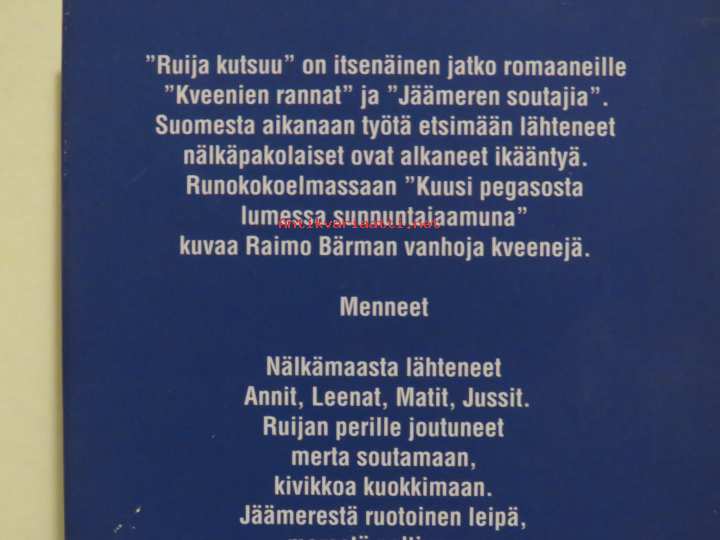 ”Ruija kutsuu” on itsenäinen jatko romaaneille
”Kveenien rannat” ja ”Jäämeren soutajia”.
Suomesta aikanaan työtä etsimään lähteneet
nälkäpakolaiset ovat alkaneet ikääntyä.
Runokokoelmassaan ”Kuusi pegasosta
lumessa sunnuntaiaamuna”
Antikvariaatti.net
kuvaa Raimo Bärman vanhoja kveenejä.
Menneet
Nälkämaasta lähteneet
Annit, Leenat, Matit, Jussit.
Ruijan perille joutuneet
merta soutamaan,
kivikkoa kuokkimaan.
Jäämerestä ruotoinen leipä,